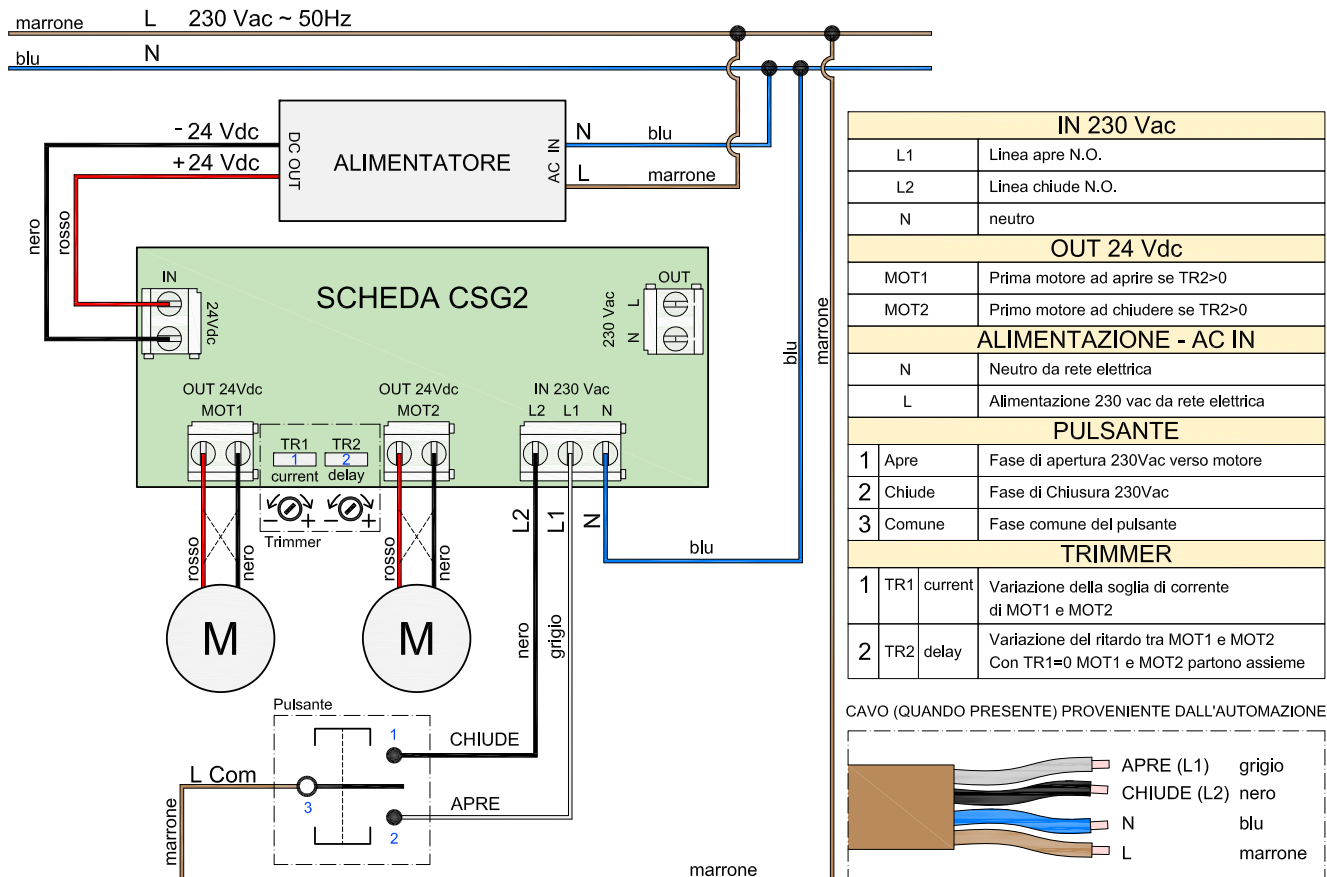 marrone L 230 Vac ~ 50Hz
blu N
- 24 Vdc
+ 24 Vdc
DC OUT
ALIMENTATORE
AC IN
N blu
L marrone
nero
rosso
IN
24Vdc
SCHEDA CSG2
OUT
230 Vac
L
N
blu
marrone
OUT 24Vdc
MOT1
OUT 24Vdc
MOT2
IN 230 Vac
L2 L1 N
TR1 TR2
1 2
current delay
- + - +
Trimmer
rosso
nero
rosso
nero
L2
L1
N
blu
M
M
nero
grigio
Pulsante
1
CHIUDE
L Com
3
APRE
2
marrone
marrone
IN 230 Vac
L1 Linea apre N.O.
L2 Linea chiude N.O.
N neutro
OUT 24 Vdc
MOT1 Prima motore ad aprire se TR2>0
MOT2 Primo motore ad chiudere se TR2>0
ALIMENTAZIONE - AC IN
N Neutro da rete elettrica
L Alimentazione 230 vac da rete elettrica
PULSANTE
1 Apre Fase di apertura 230Vac verso motore
2 Chiude Fase di Chiusura 230Vac
3 Comune Fase comune del pulsante
TRIMMER
1 TR1 current Variazione della soglia di corrente
di MOT1 e MOT2
2 TR2 delay Variazione del ritardo tra MOT1 e MOT2
Con TR1=0 MOT1 e MOT2 partono assieme
CAVO (QUANDO PRESENTE) PROVENIENTE DALL'AUTOMAZIONE
APRE (L1) grigio
CHIUDE (L2) nero
N blu
L marrone